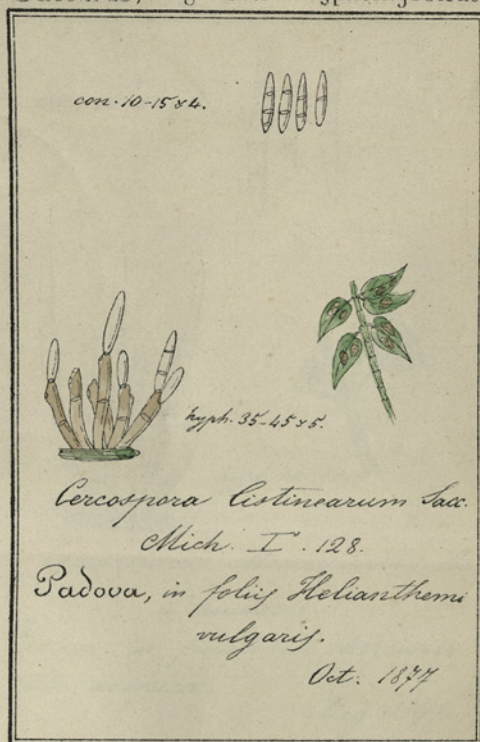 con. 10-15 x 4.
hyph. 35-45 x 5.
Cercospora Cistinearum Sacc.
Mich. I. 128.
Padova, in foliis Helianthemi
vulgaris.
Oct. 1877